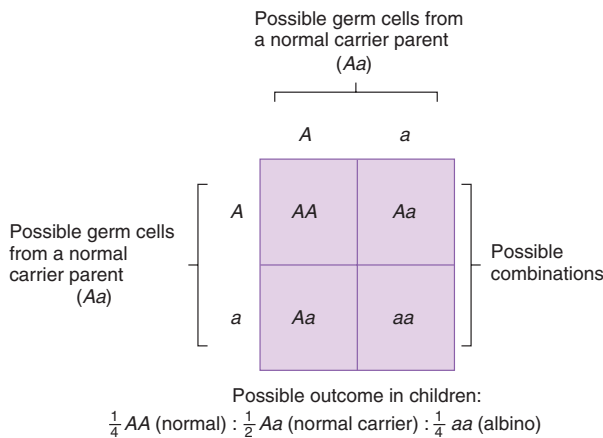 Possible germ cells from
a normal carrier parent
(Aa)
A a
A AA Aa
Possible germ cells
from a normal
carrier parent
(Aa)
Possible
combinations
a Aa aa
Possible outcome in children:
1/4 AA (normal) : 1/2 Aa (normal carrier) : 1/4 aa (albino)